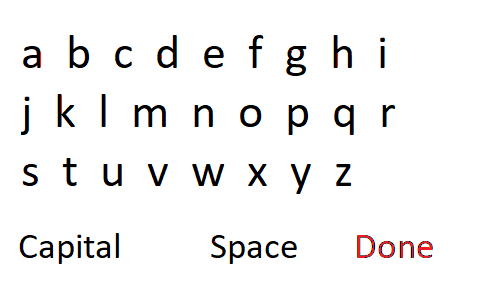 a b c d e f g h i
j k l m n o p q r
s t u v w x y z
Capital Space Done